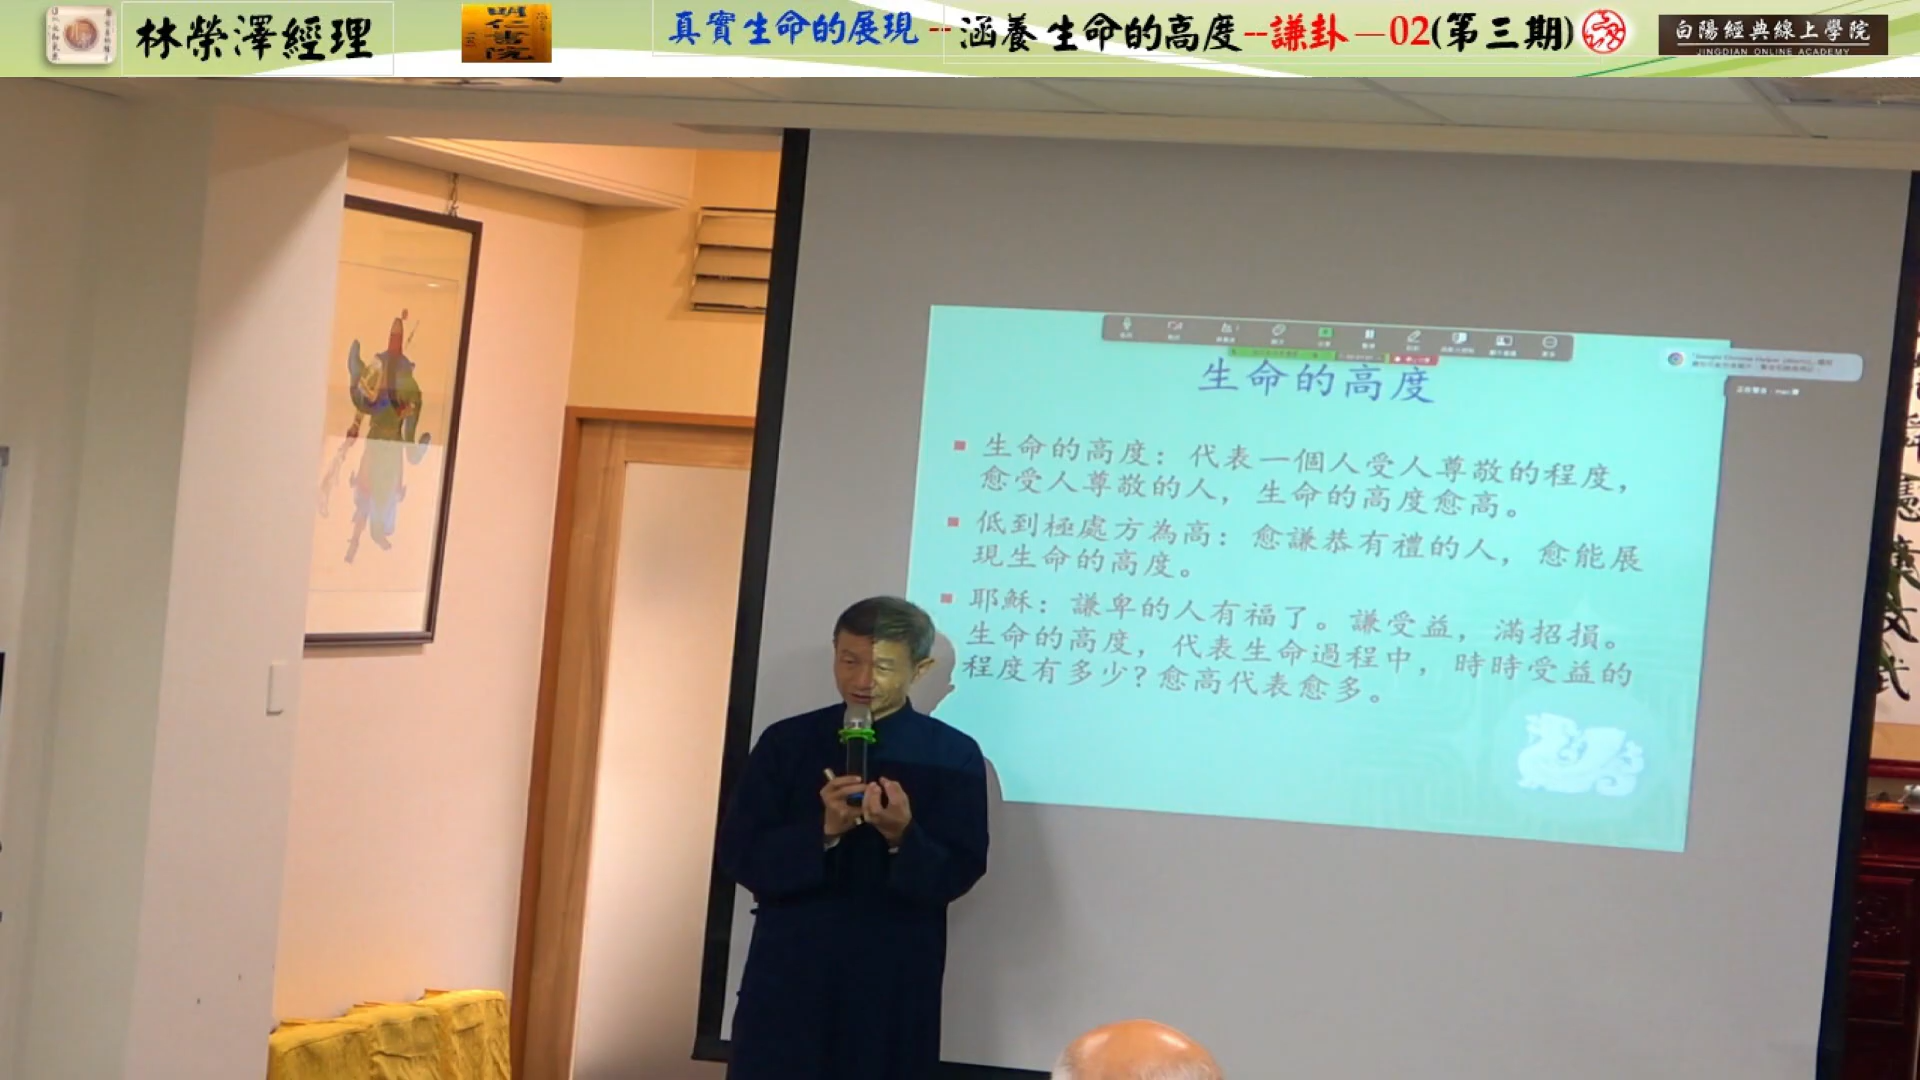 林榮澤經理
書院
真實生命的展現--涵養生命的高度--謙卦—02(第三期)
白陽經典線上學院
JINGDIAN ONLINE ACADEMY
生命的高度
生命的高度：代表一個人受人尊敬的程度，
愈受人尊敬的人，生命的高度愈高。
低到極處方為高：愈謙恭有禮的人，愈能展
現生命的高度。
耶穌：謙卑的人有福了。謙受益，滿招損。
生命的高度，代表生命過程中，時時受益的
程度有多少？愈高代表愈多。